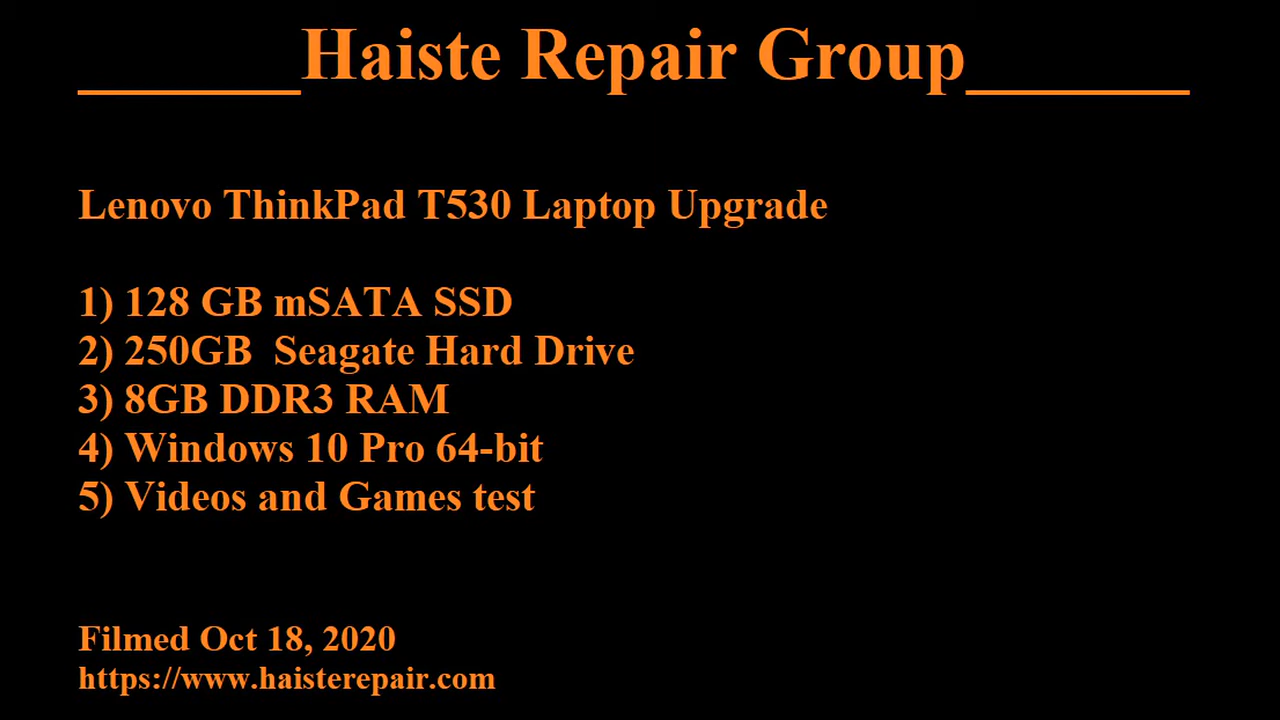 ______Haiste Repair Group______
Lenovo ThinkPad T530 Laptop Upgrade
1) 128 GB mSATA SSD
2) 250GB  Seagate Hard Drive
3) 8GB DDR3 RAM
4) Windows 10 Pro 64-bit
5) Videos and Games test
Filmed Oct 18, 2020
https://www.haisterepair.com